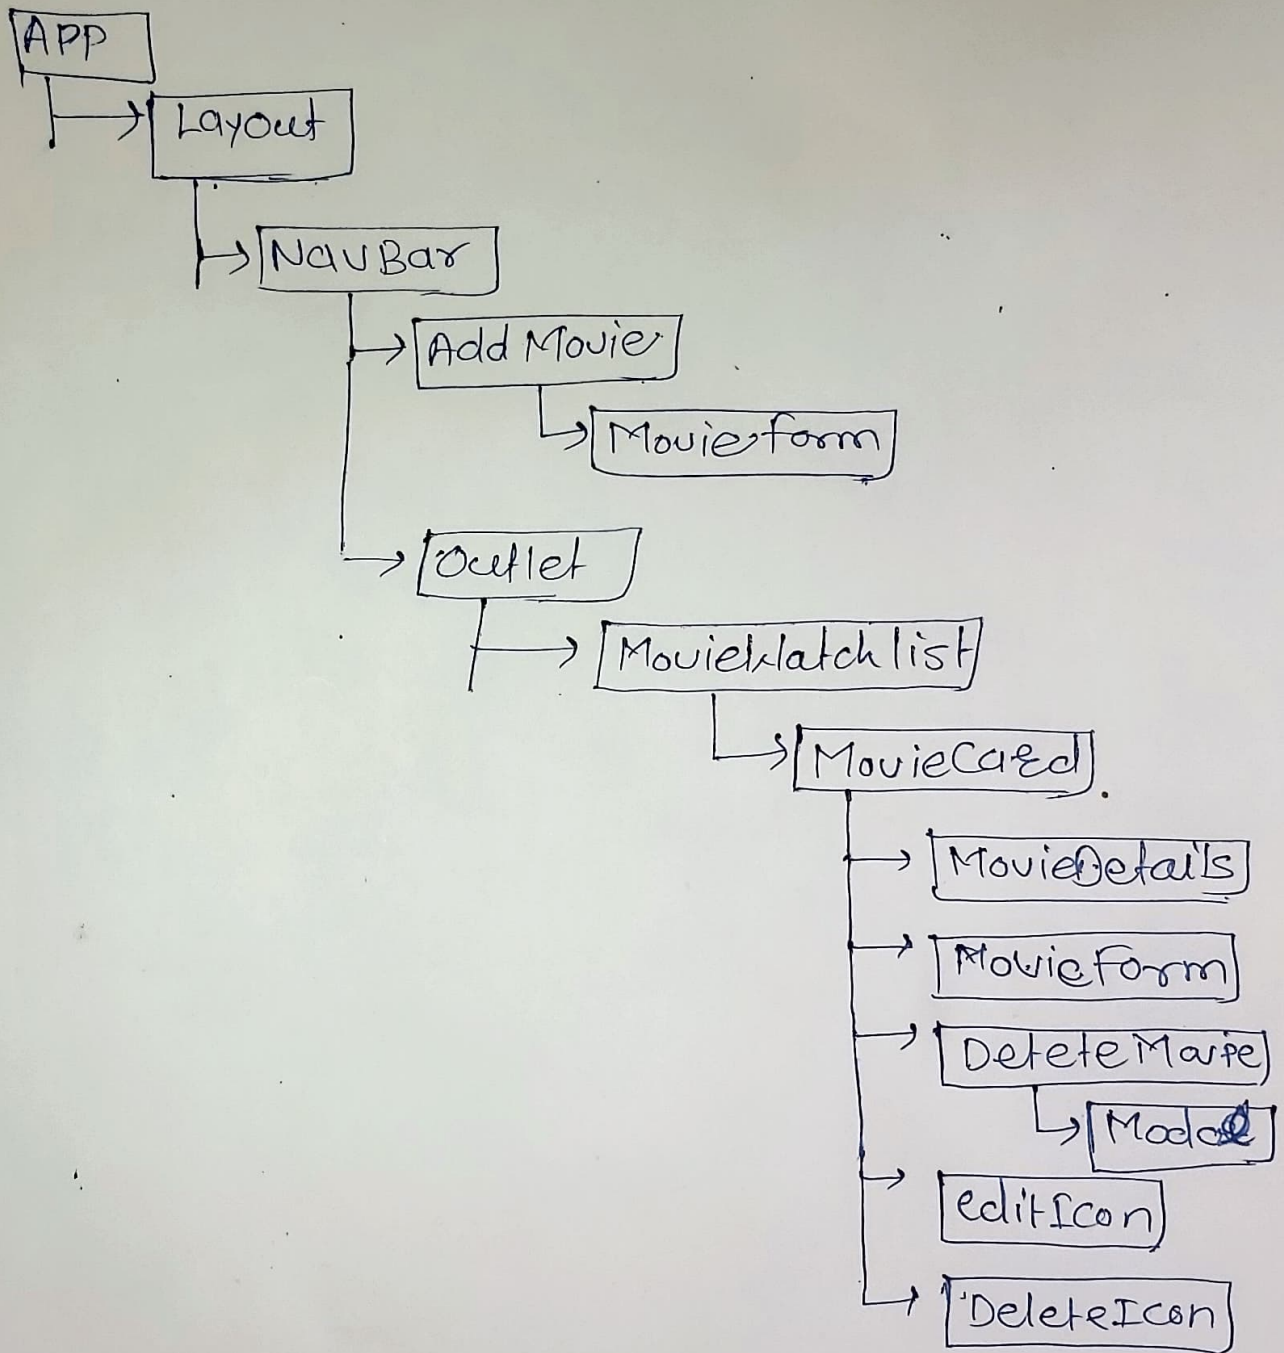 APP
Layout
NavBar
Add Movie
Movieform
Outlet
MovieWatchlist
MovieCard
MovieDetails
MovieForm
DeleteMovie
Modal
editIcon
DeleteIcon